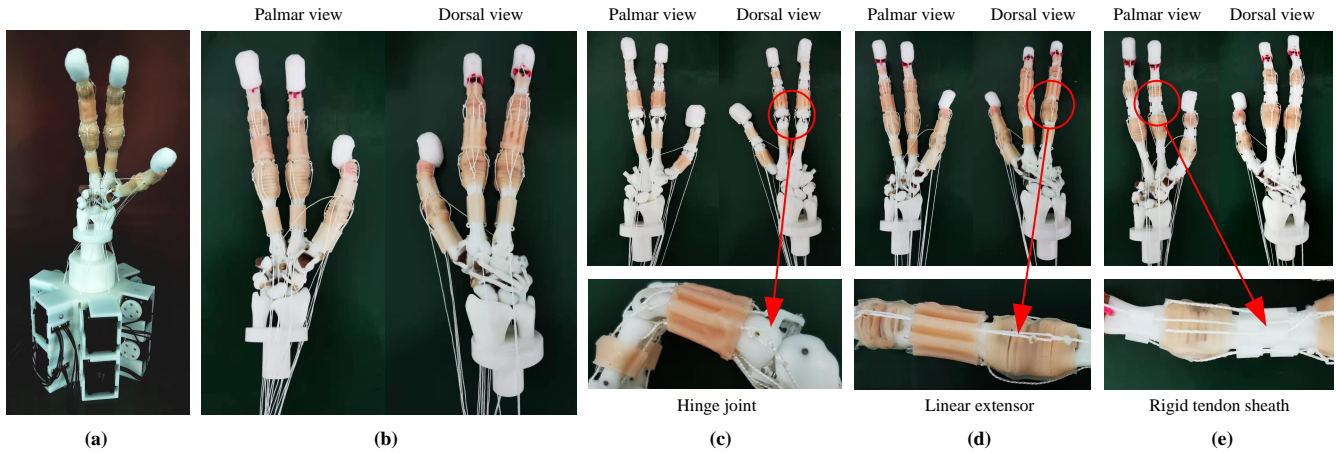 Palmar view Dorsal view Palmar view Dorsal view Palmar view Dorsal view Palmar view Dorsal view
Hinge joint Linear extensor Rigid tendon sheath
(a) (b) (c) (d) (e)